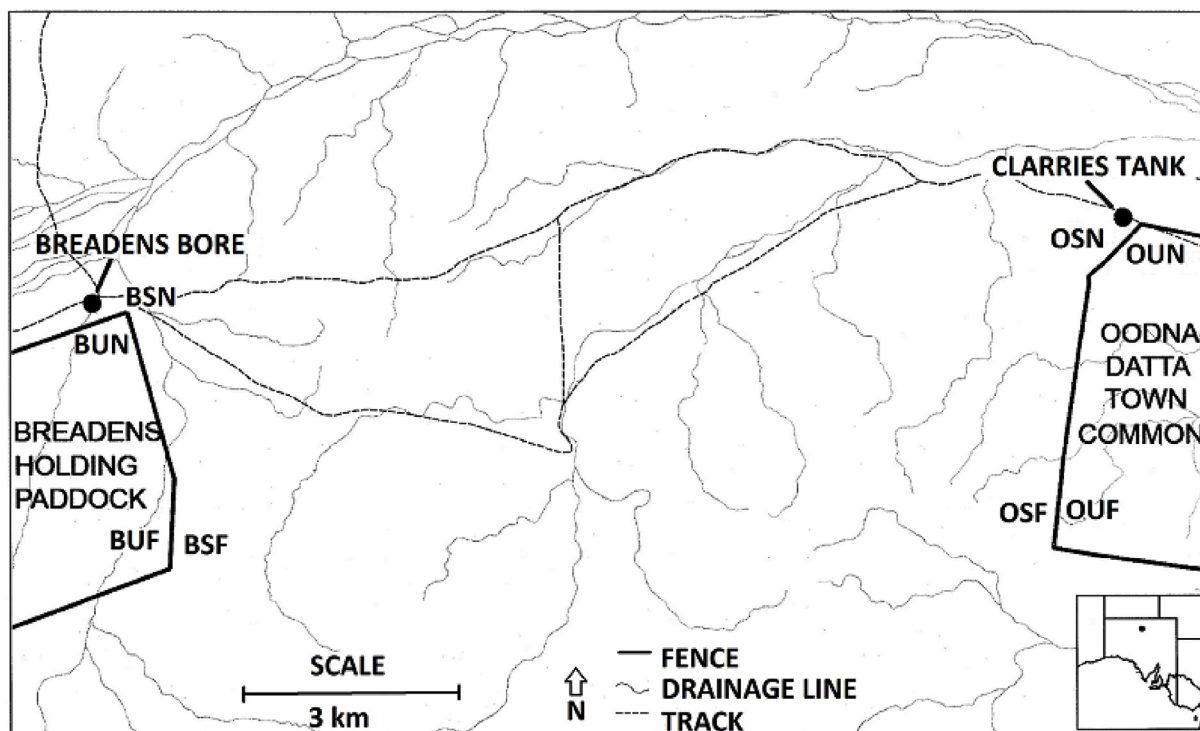 CLARRIES TANK
OSN
OUN
BREADENS BORE
BSN
BUN
OODNA
DATTA
TOWN
COMMON
BREADENS
HOLDING
PADDOCK
BUF
BSF
OSF
OUF
SCALE
3 km
N
FENCE
DRAINAGE LINE
TRACK